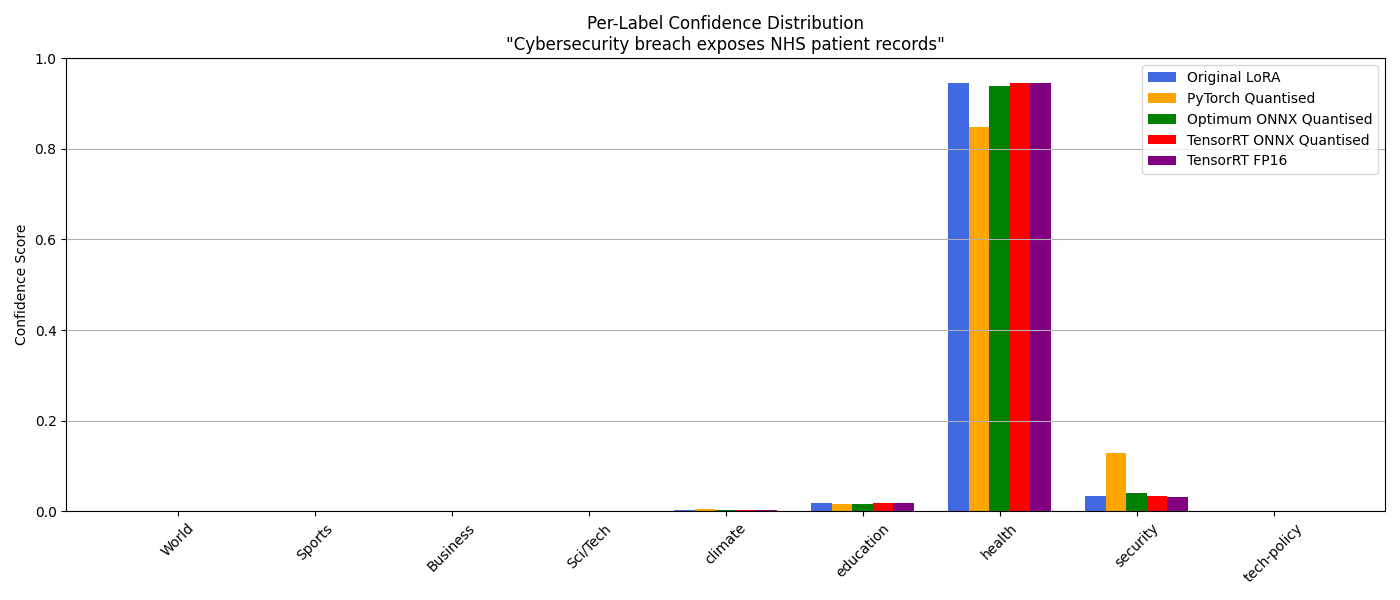 Per-Label Confidence Distribution
"Cybersecurity breach exposes NHS patient records"
Original LoRA
PyTorch Quantised
Optimum ONNX Quantised
TensorRT ONNX Quantised
TensorRT FP16
Confidence Score
1.0
0.8
0.6
0.4
0.2
0.0
World
Sports
Business
Sci/Tech
climate
education
health
security
tech-policy